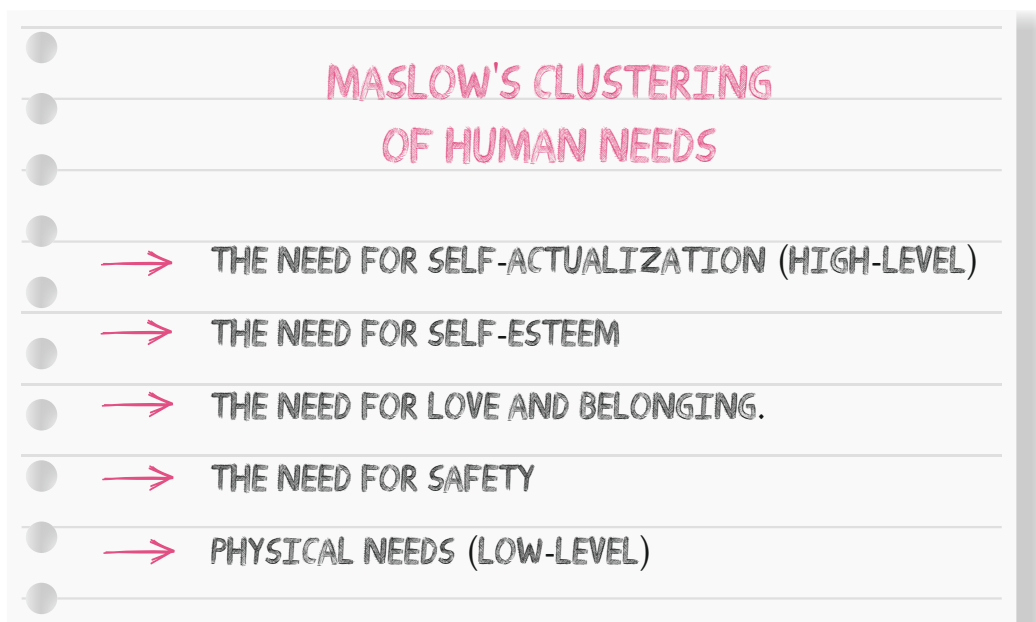 MASLOW'S CLUSTERING
OF HUMAN NEEDS
THE NEED FOR SELF-ACTUALIZATION (HIGH-LEVEL)
THE NEED FOR SELF-ESTEEM
THE NEED FOR LOVE AND BELONGING.
THE NEED FOR SAFETY
PHYSICAL NEEDS (LOW-LEVEL)